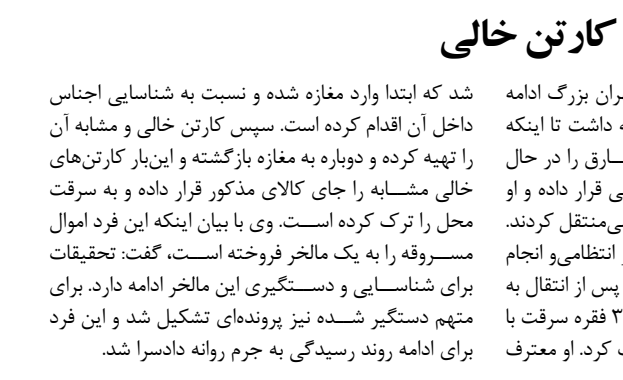 کارتن خالی
بزرگ ادامه
داشت تا اینکه
را در حال
قرار داده و او
منتقل کردند.
انتظامی‌و انجام
پس از انتقال به
فقره سرقت با
کرد. او معترف
شد که ابتدا وارد مغازه شده و نسبت به شناسایی اجناس
داخل آن اقدام کرده است. سپس کارتن خالی و مشابه آن
را تهیه کرده و دوباره به مغازه بازگشته و این‌بار کارتن‌های
خالی مشـــابه را جای کالای مذکور قرار داده و به سرقت
محل را ترک کرده اســـت. وی با بیان اینکه این فرد اموال
مســـروقه را به یک مالخر فروخته اســـت، گفت: تحقیقات
برای شناســـایی و دســـتگیری این مالخر ادامه دارد. برای
متهم دستگیر شـــده نیز پرونده‌ای تشکیل شد و این فرد
برای ادامه روند رسیدگی به جرم روانه دادسرا شد.